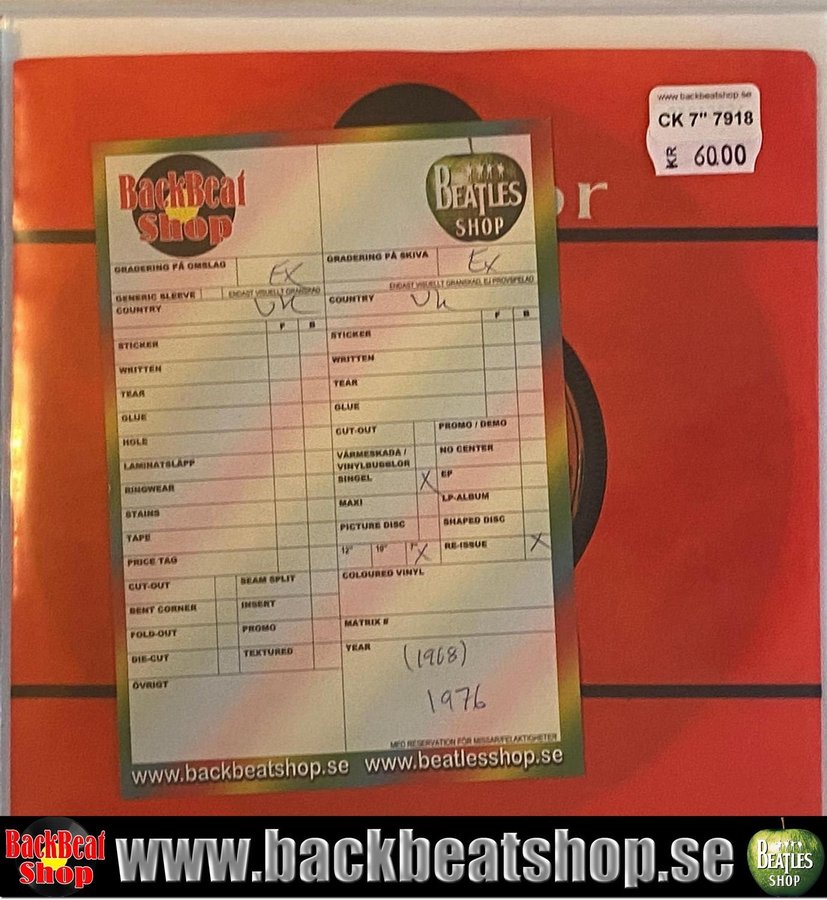 www.backbeatshop.se
CK 7" 7918
KR 60.00
or
BackBeat
Shop
BEATLES
SHOP
GRADERING PÅ OMSLAG
EX
GRADERING PÅ SKIVA
EX
GENERIC SLEEVE
ENDAST VISUELLT GRANSKAD
ENDAST VISUELLT GRANSKAD, EJ PROVSPELAD
COUNTRY
UK
COUNTRY
UK
F B
F B
STICKER
WRITTEN
TEAR
GLUE
HOLE
LAMINATSLÄPP
RINGWEAR
STAINS
TAPE
PRICE TAG
CUT-OUT
SEAM SPLIT
BENT CORNER
INSERT
FOLD-OUT
PROMO
DIE-CUT
TEXTURED
ÖVRIGT
STICKER
WRITTEN
TEAR
GLUE
CUT-OUT
PROMO / DEMO
VÄRMESKADA /
VINYLBUBBLOR
NO CENTER
SINGEL X
EP
MAXI
LP-ALBUM
PICTURE DISC
SHAPED DISC
12" 10" 7" X
RE-ISSUE X
COLOURED VINYL
MATRIX #
YEAR
(1968)
1976
MED RESERVATION FÖR MISSAR/FELAKTIGHETER
www.backbeatshop.se www.beatlesshop.se
BackBeat
Shop
www.backbeatshop.se
BEATLES
SHOP